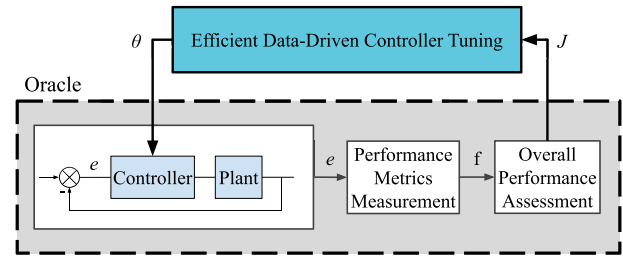 Efficient Data-Driven Controller Tuning
θ
J
Oracle
e
Controller
Plant
-
e
Performance
Metrics
Measurement
f
Overall
Performance
Assessment